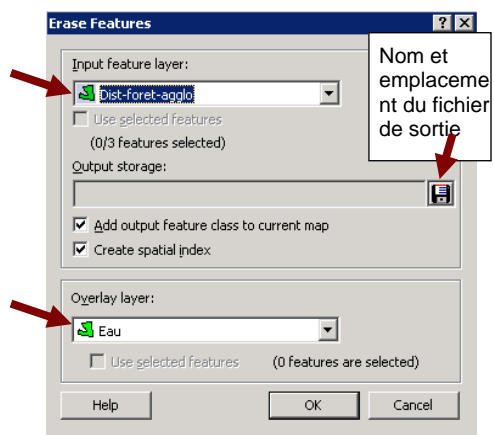 Erase Features
Input feature layer:
Dist-foret-agglo
Use selected features
(0/3 features selected)
Output storage:
Add output feature class to current map
Create spatial index
Nom et
emplaceme
nt du fichier
de sortie
Overlay layer:
Eau
Use selected features (0 features are selected)
Help OK Cancel